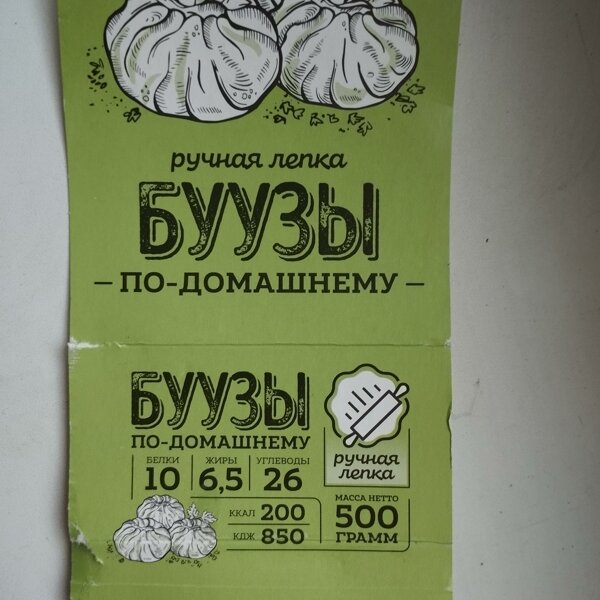 ручная лепка
БУУЗЫ
– ПО-ДОМАШНЕМУ –
БУУЗЫ
ПО-ДОМАШНЕМУ
БЕЛКИ ЖИРЫ УГЛЕВОДЫ
10 6,5 26
ККАЛ 200
КДЖ 850
ручная
лепка
МАССА НЕТТО
500
ГРАММ